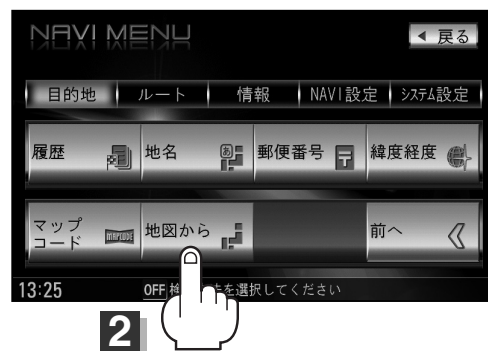 NAVI MENU
戻る
目的地 ルート 情報 NAVI設定 システム設定
履歴 地名 あ 郵便番号 〒 緯度経度
マップ
コード MAPCODE 地図から 前へ
13:25 OFF 検 を選択してください
2